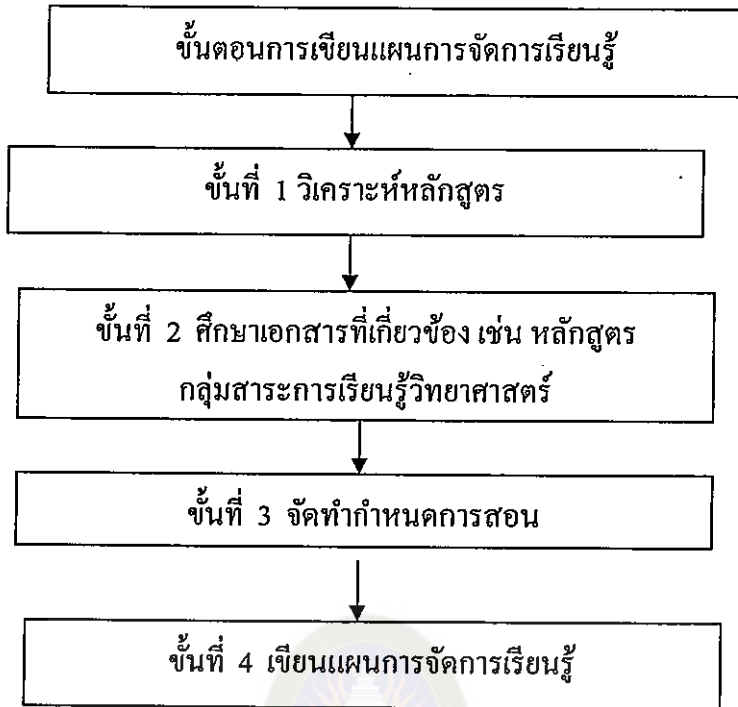 ขั้นตอนการเขียนแผนการจัดการเรียนรู้
ขั้นที่ 1 วิเคราะห์หลักสูตร
ขั้นที่ 2 ศึกษาเอกสารที่เกี่ยวข้อง เช่น หลักสูตร
กลุ่มสาระการเรียนรู้วิทยาศาสตร์
ขั้นที่ 3 จัดทำกำหนดการสอน
ขั้นที่ 4 เขียนแผนการจัดการเรียนรู้